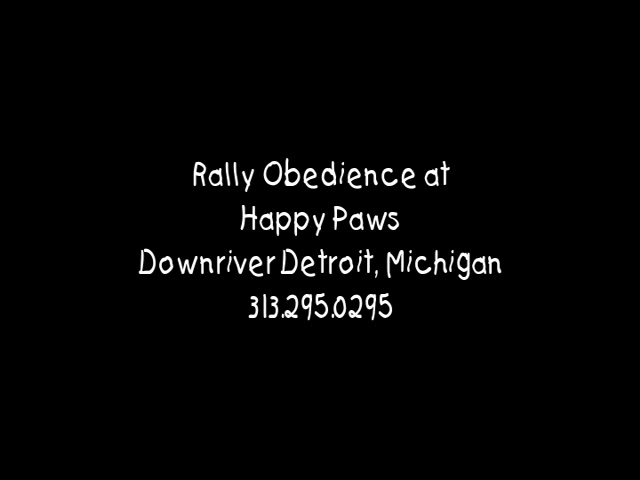 Rally Obedience at
Happy Paws
Downriver Detroit, Michigan
313.295.0295